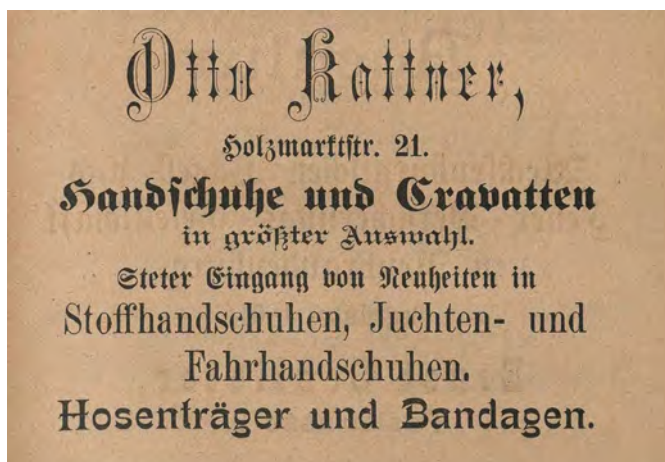 Otto Kattner,
Holzmarktstr. 21.
Handschuhe und Cravatten
in größter Auswahl.
Steter Eingang von Neuheiten in
Stoffhandschuhen, Juchten- und
Fahrhandschuhen.
Hosenträger und Bandagen.